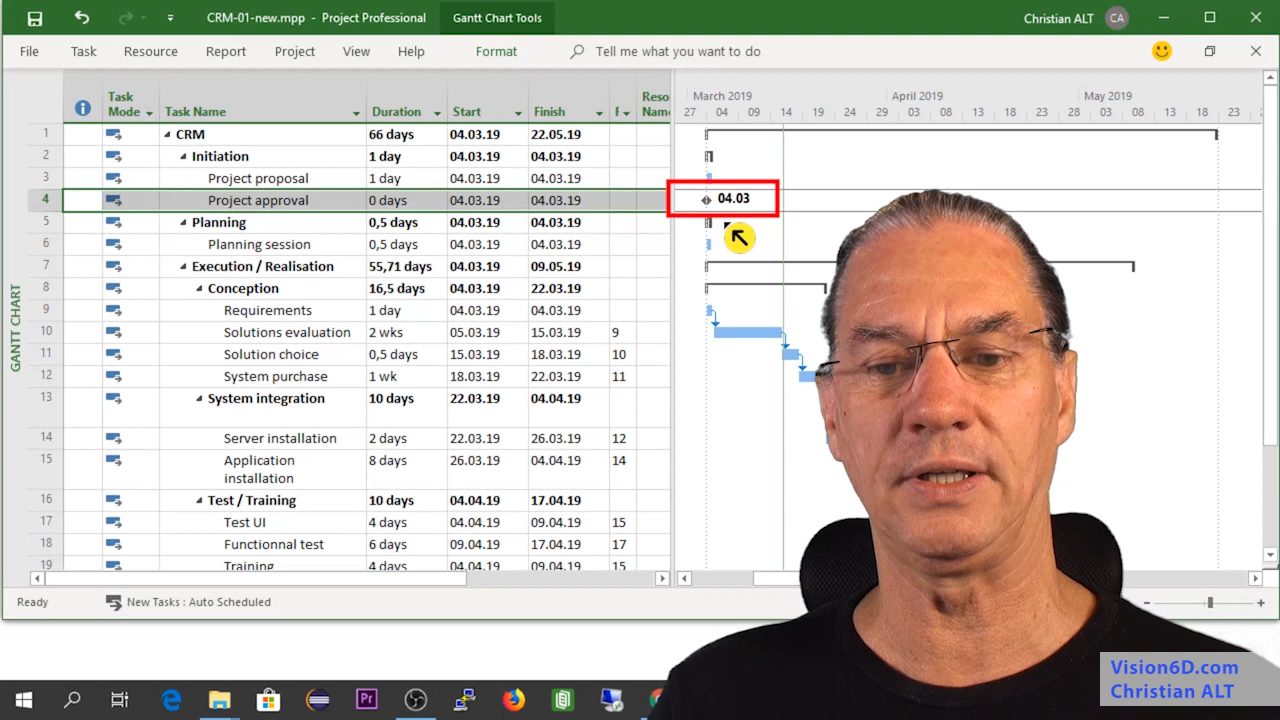 CRM-01-new.mpp - Project Professional
Gantt Chart Tools
Christian ALT
CA
File Task Resource Report Project View Help Format Tell me what you want to do
Task Mode Task Name Duration Start Finish Reso Name
March 2019 April 2019 May 2019
27 04 09 14 19 24 29 03 08 13 18 23 28 03 08 13 18 23
1 CRM 66 days 04.03.19 22.05.19
2 Initiation 1 day 04.03.19 04.03.19
3 Project proposal 1 day 04.03.19 04.03.19
4 Project approval 0 days 04.03.19 04.03.19 04.03
5 Planning 0,5 days 04.03.19 04.03.19
6 Planning session 0,5 days 04.03.19 04.03.19
7 Execution / Realisation 55,71 days 04.03.19 09.05.19
8 Conception 16,5 days 04.03.19 22.03.19
9 Requirements 1 day 04.03.19 04.03.19
10 Solutions evaluation 2 wks 05.03.19 15.03.19 9
11 Solution choice 0,5 days 15.03.19 18.03.19 10
12 System purchase 1 wk 18.03.19 22.03.19 11
13 System integration 10 days 22.03.19 04.04.19
14 Server installation 2 days 22.03.19 26.03.19 12
15 Application installation 8 days 26.03.19 04.04.19 14
16 Test / Training 10 days 04.04.19 17.04.19
17 Test UI 4 days 04.04.19 09.04.19 15
18 Functionnal test 6 days 09.04.19 17.04.19 17
19 Training 4 days 04.04.19 09.04.19 15
GANTT CHART
Ready New Tasks : Auto Scheduled
Pr
Vision6D.com
Christian ALT